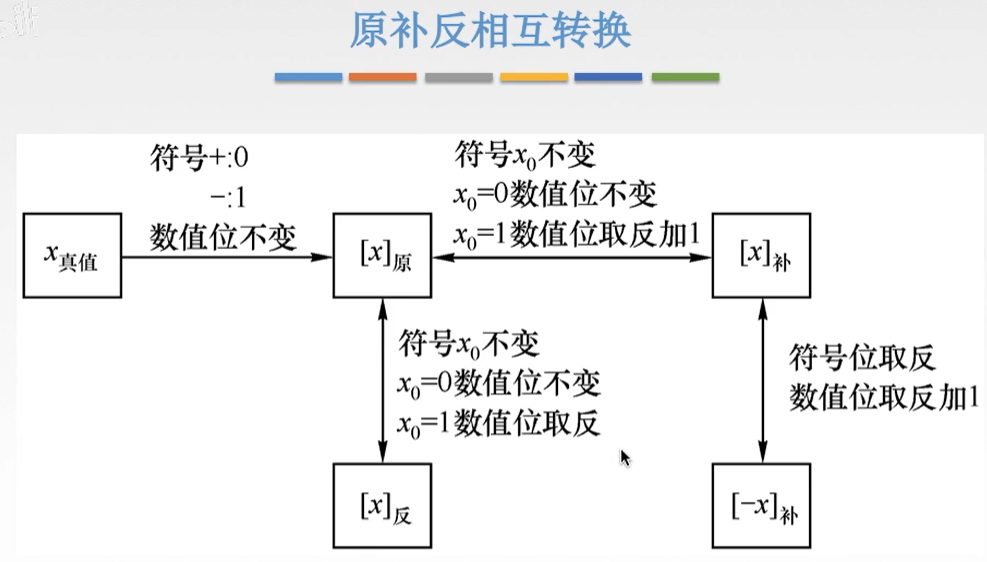 原补反相互转换
符号+:0
−:1
数值位不变
符号x₀不变
x₀=0数值位不变
x₀=1数值位取反加1
x真值
[x]原
[x]补
符号x₀不变
x₀=0数值位不变
x₀=1数值位取反
符号位取反
数值位取反加1
[x]反
[−x]补